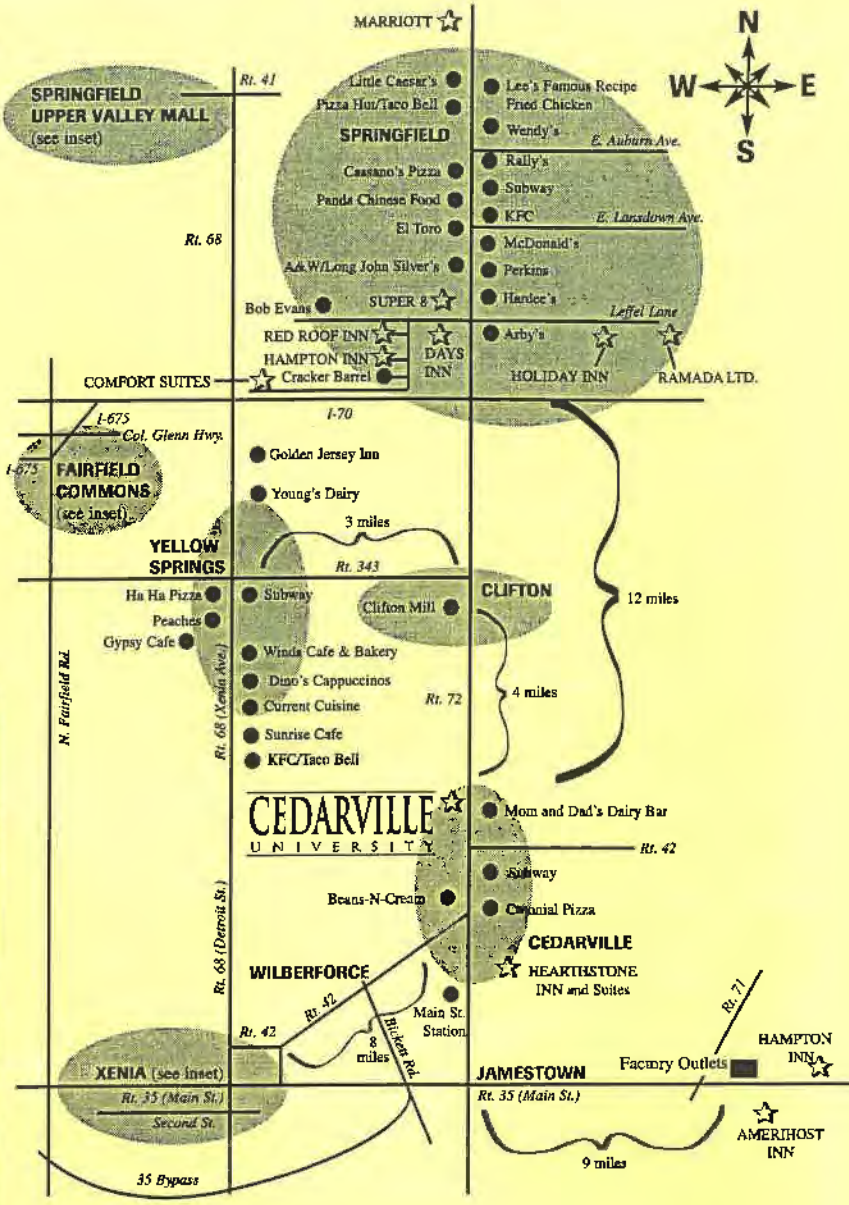 MARRIOTT
N
W E
S
Rt. 41
SPRINGFIELD
UPPER VALLEY MALL
(see inset)
Little Caesar's
Pizza Hut/Taco Bell
SPRINGFIELD
Lee's Famous Recipe
Fried Chicken
Wendy's
E. Auburn Ave.
Rally's
Cassano's Pizza
Subway
Panda Chinese Food
KFC
E. Lansdown Ave.
El Toro
Rt. 68
McDonald's
A&W/Long John Silver's
Perkins
Hardee's
Bob Evans
SUPER 8
Leffel Lane
RED ROOF INN
HAMPTON INN
DAYS
INN
Arby's
COMFORT SUITES
Cracker Barrel
HOLIDAY INN
RAMADA LTD.
I-70
I-675
Col. Glenn Hwy.
I-675
FAIRFIELD
COMMONS
(see inset)
Golden Jersey Inn
Young's Dairy
3 miles
YELLOW
SPRINGS
Rt. 343
Ha Ha Pizza
Subway
Peaches
Gypsy Cafe
Clifton Mill
CLIFTON
12 miles
Winds Cafe & Bakery
Dino's Cappuccinos
Current Cuisine
Sunrise Cafe
KFC/Taco Bell
Rt. 72
4 miles
N. Fairfield Rd.
Rt. 68 (Xenia Ave.)
CEDARVILLE
UNIVERSITY
Mom and Dad's Dairy Bar
Rt. 42
Subway
Beans-N-Cream
Colonial Pizza
CEDARVILLE
HEARTHSTONE
INN and Suites
Rt. 68 (Detroit St.)
WILBERFORCE
Rt. 42
Main St.
Station
Rt. 42
8
miles
Bickett Rd.
Rt. 71
HAMPTON
INN
Factory Outlets
XENIA (see inset)
JAMESTOWN
Rt. 35 (Main St.)
Rt. 35 (Main St.)
Second St.
AMERIHOST
INN
9 miles
35 Bypass